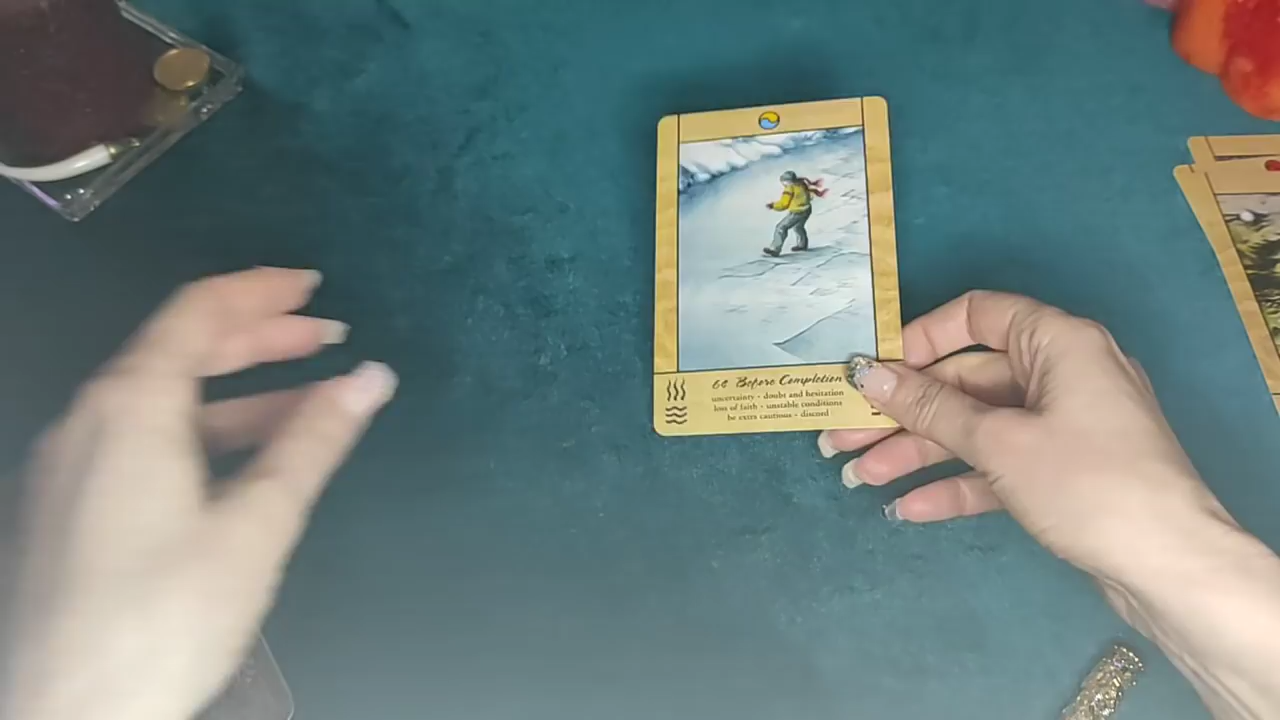 64 Before Completion
uncertainty - doubt and hesitation
loss of faith - unstable conditions
be extra cautious - discord